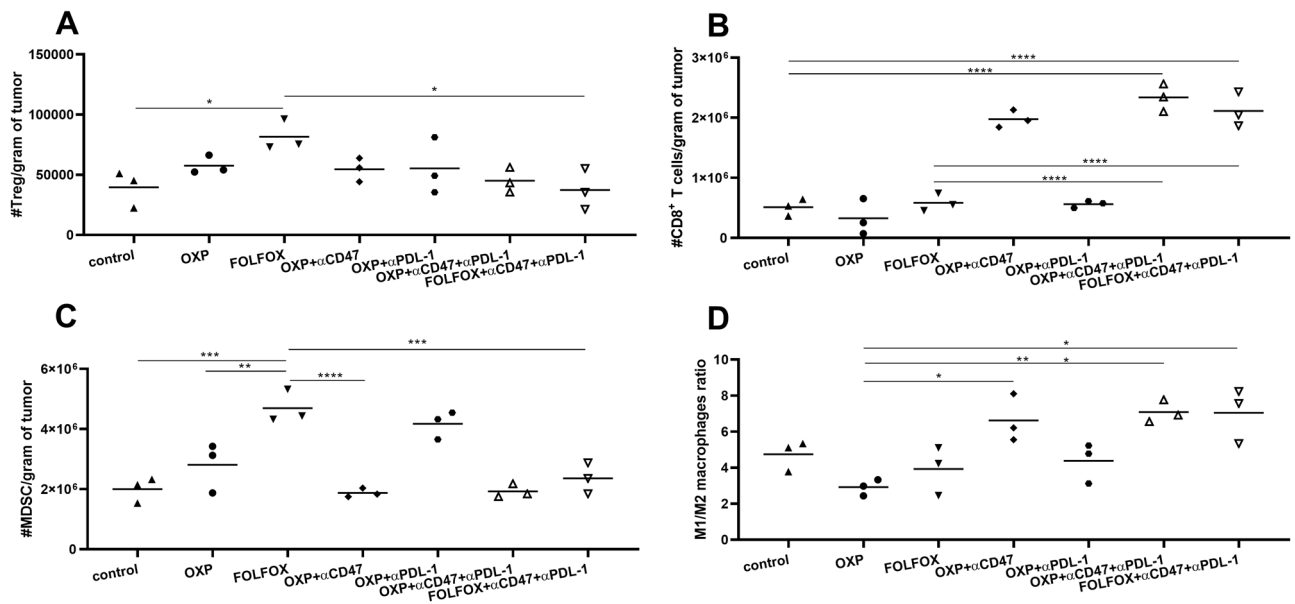 A
#Treg/gram of tumor
150000
100000
50000
0
*
*
control
OXP
FOLFOX
OXP+αCD47
OXP+αPDL-1
OXP+αCD47+αPDL-1
FOLFOX+αCD47+αPDL-1
B
#CD8⁺ T cells/gram of tumor
3×10⁶
2×10⁶
1×10⁶
0
****
****
****
****
control
OXP
FOLFOX
OXP+αCD47
OXP+αPDL-1
OXP+αCD47+αPDL-1
FOLFOX+αCD47+αPDL-1
C
#MDSC/gram of tumor
6×10⁶
4×10⁶
2×10⁶
0
***
***
**
****
control
OXP
FOLFOX
OXP+αCD47
OXP+αPDL-1
OXP+αCD47+αPDL-1
FOLFOX+αCD47+αPDL-1
D
M1/M2 macrophages ratio
10
8
6
4
2
0
*
** *
*
control
OXP
FOLFOX
OXP+αCD47
OXP+αPDL-1
OXP+αCD47+αPDL-1
FOLFOX+αCD47+αPDL-1